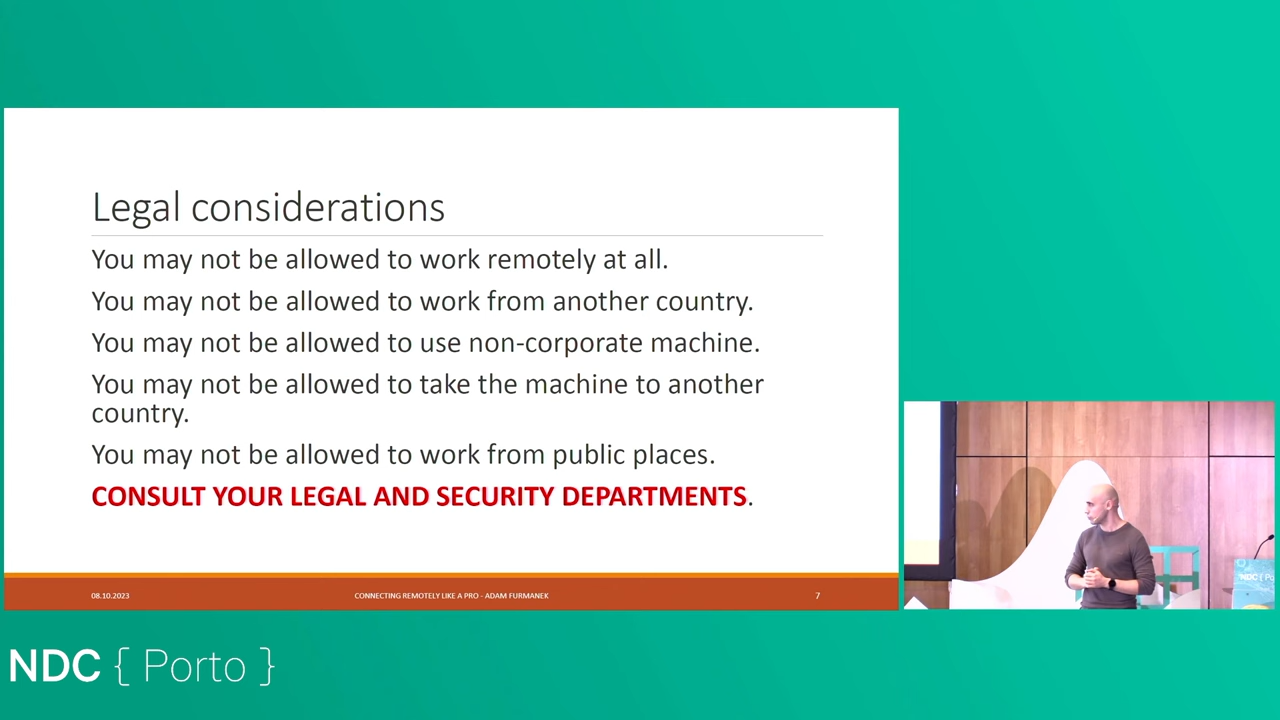 Legal considerations
You may not be allowed to work remotely at all.
You may not be allowed to work from another country.
You may not be allowed to use non-corporate machine.
You may not be allowed to take the machine to another
country.
You may not be allowed to work from public places.
CONSULT YOUR LEGAL AND SECURITY DEPARTMENTS.
08.10.2023
CONNECTING REMOTELY LIKE A PRO - ADAM FURMANEK
7
NDC { Porto }